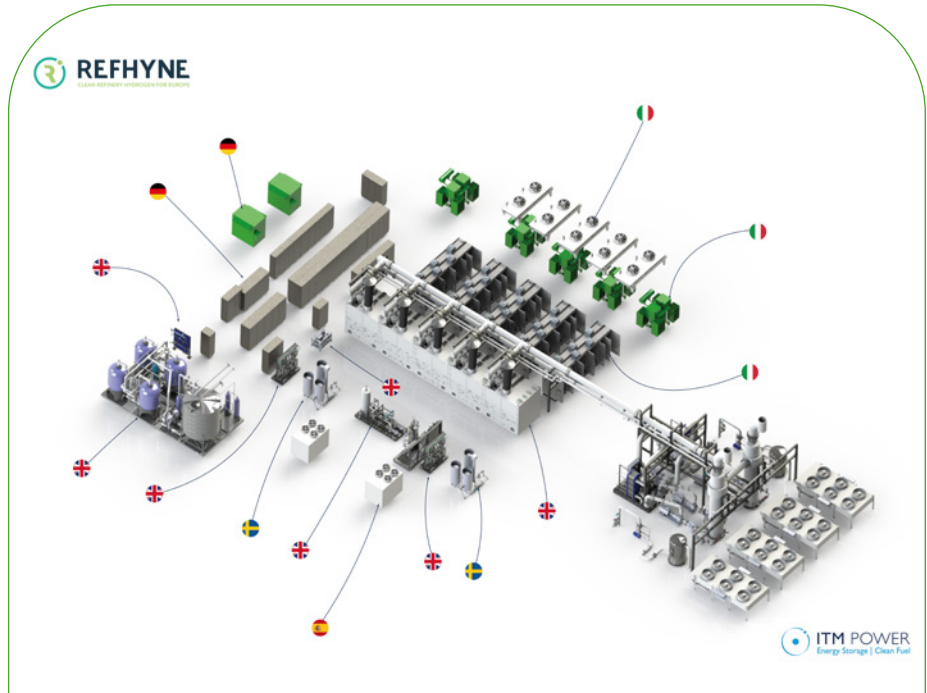 REFHYNE
CLEAN REFINERY HYDROGEN FOR EUROPE
ITM POWER
Energy Storage | Clean Fuel